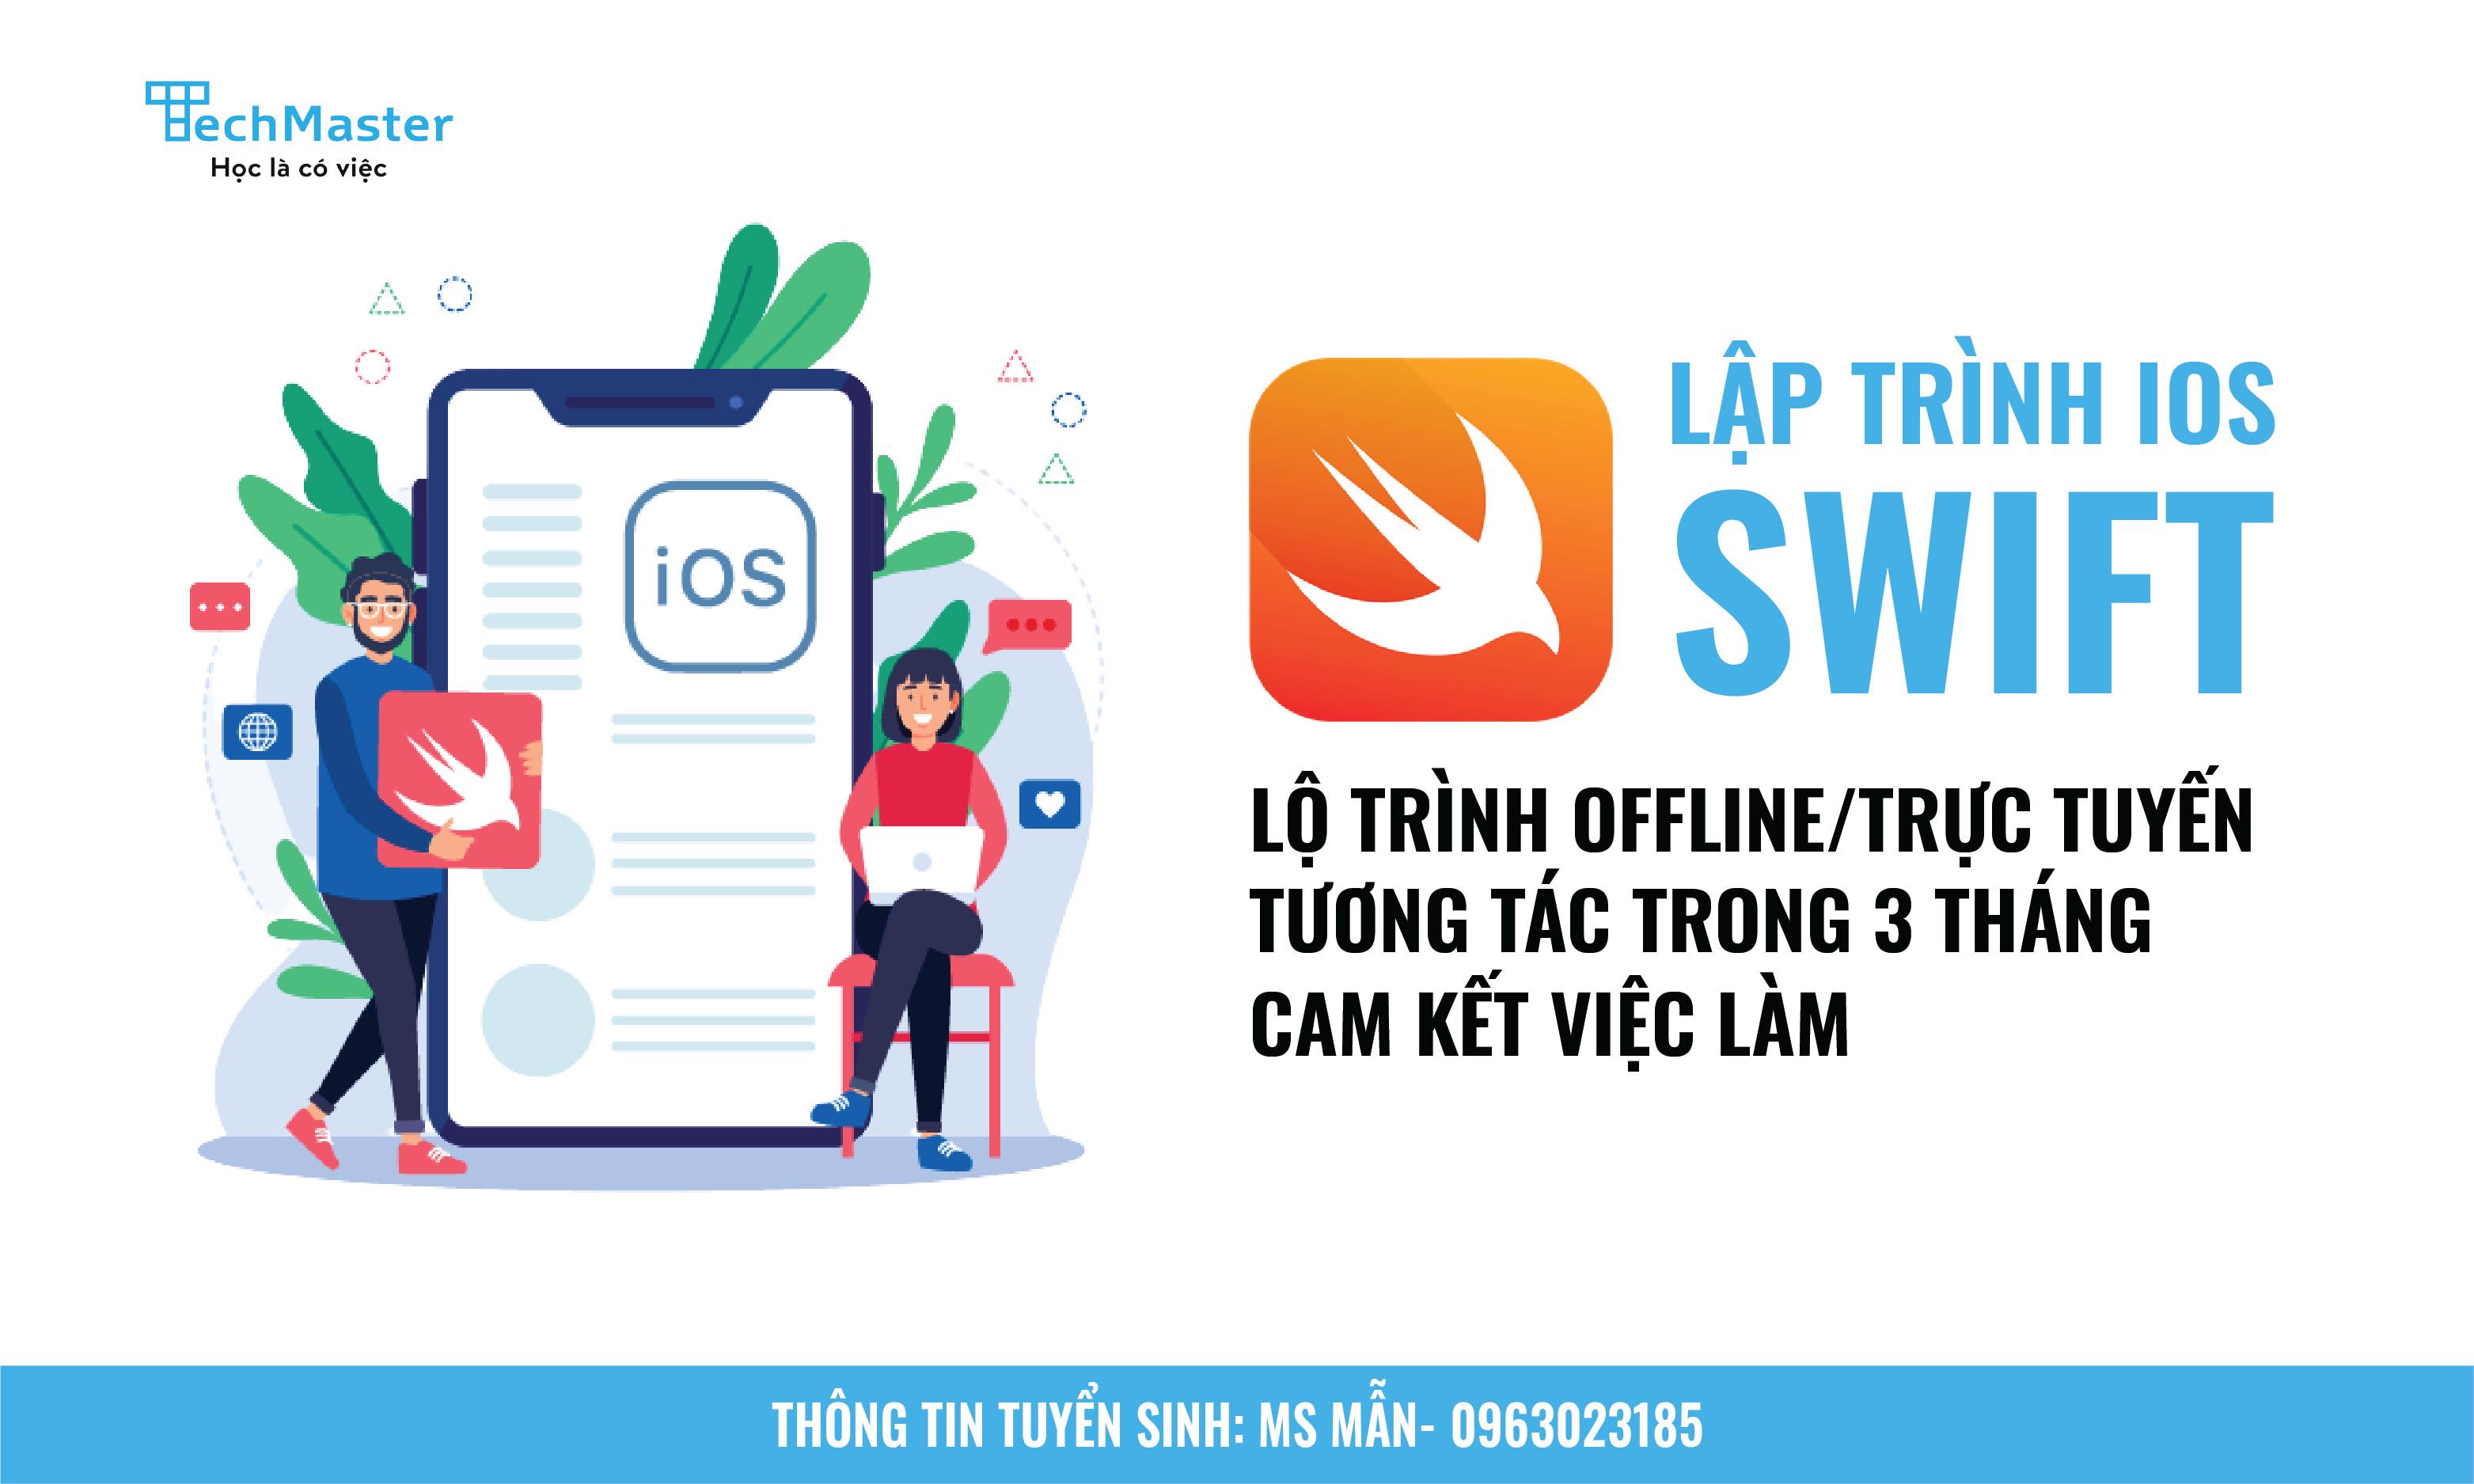 TechMaster
Học là có việc
iOS
LẬP TRÌNH IOS
SWIFT
LỘ TRÌNH OFFLINE/TRỰC TUYẾN
TƯƠNG TÁC TRONG 3 THÁNG
CAM KẾT VIỆC LÀM
THÔNG TIN TUYỂN SINH: MS MẪN- 0963023185